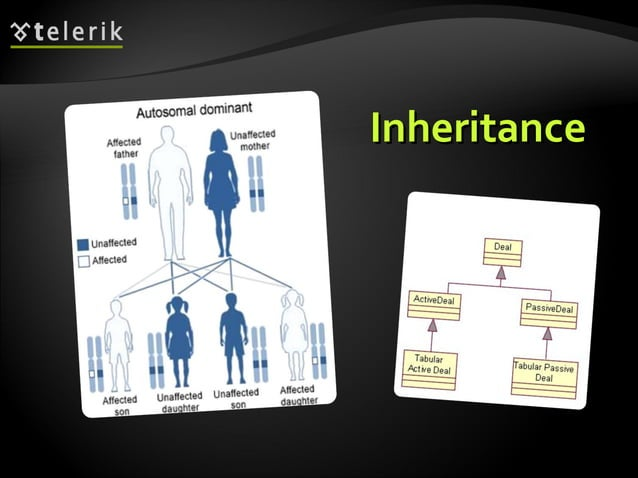 telerik
Inheritance
Autosomal dominant
Affected
father
Unaffected
mother
Unaffected
Affected
Affected
son
Unaffected
daughter
Unaffected
son
Affected
daughter
Deal
ActiveDeal
PassiveDeal
Tabular
Active Deal
Tabular Passive
Deal